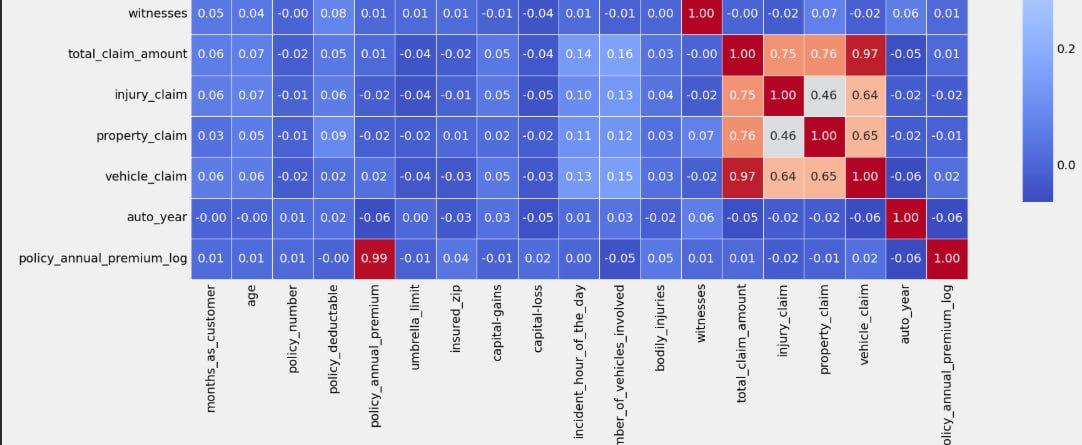 witnesses 0.05 0.04 -0.00 0.08 0.01 0.01 0.01 -0.01 -0.04 0.01 -0.01 0.00 1.00 -0.00 -0.02 0.07 -0.02 0.06 0.01
0.2
total_claim_amount 0.06 0.07 -0.02 0.05 0.01 -0.04 -0.02 0.05 -0.04 0.14 0.16 0.03 -0.00 1.00 0.75 0.76 0.97 -0.05 0.01
injury_claim 0.06 0.07 -0.01 0.06 -0.02 -0.04 -0.01 0.05 -0.05 0.10 0.13 0.04 -0.02 0.75 1.00 0.46 0.64 -0.02 -0.02
property_claim 0.03 0.05 -0.01 0.09 -0.02 -0.02 0.01 0.02 -0.02 0.11 0.12 0.03 0.07 0.76 0.46 1.00 0.65 -0.02 -0.01
0.0
vehicle_claim 0.06 0.06 -0.02 0.02 0.02 -0.04 -0.03 0.05 -0.03 0.13 0.15 0.03 -0.02 0.97 0.64 0.65 1.00 -0.06 0.02
auto_year -0.00 -0.00 0.01 0.02 -0.06 0.00 -0.03 0.03 -0.05 0.01 0.03 -0.02 0.06 -0.05 -0.02 -0.02 -0.06 1.00 -0.06
policy_annual_premium_log 0.01 0.01 0.01 -0.00 0.99 -0.01 0.04 -0.01 0.02 0.00 -0.05 0.05 0.01 0.01 -0.02 -0.01 0.02 -0.06 1.00
months_as_customer
age
policy_number
policy_deductable
policy_annual_premium
umbrella_limit
insured_zip
capital-gains
capital-loss
incident_hour_of_the_day
mber_of_vehicles_involved
bodily_injuries
witnesses
total_claim_amount
injury_claim
property_claim
vehicle_claim
auto_year
olicy_annual_premium_log